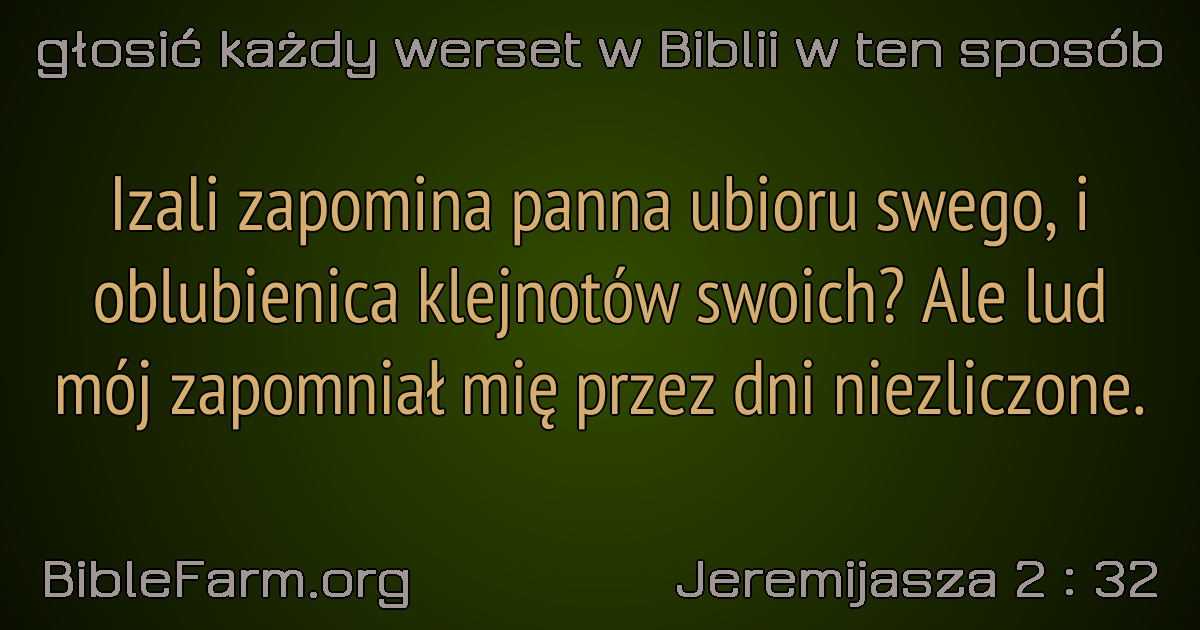 głosić każdy werset w Biblii w ten sposób
Izali zapomina panna ubioru swego, i
oblubienica klejnotów swoich? Ale lud
mój zapomniał mię przez dni niezliczone.
BibleFarm.org
Jeremijasza 2 : 32